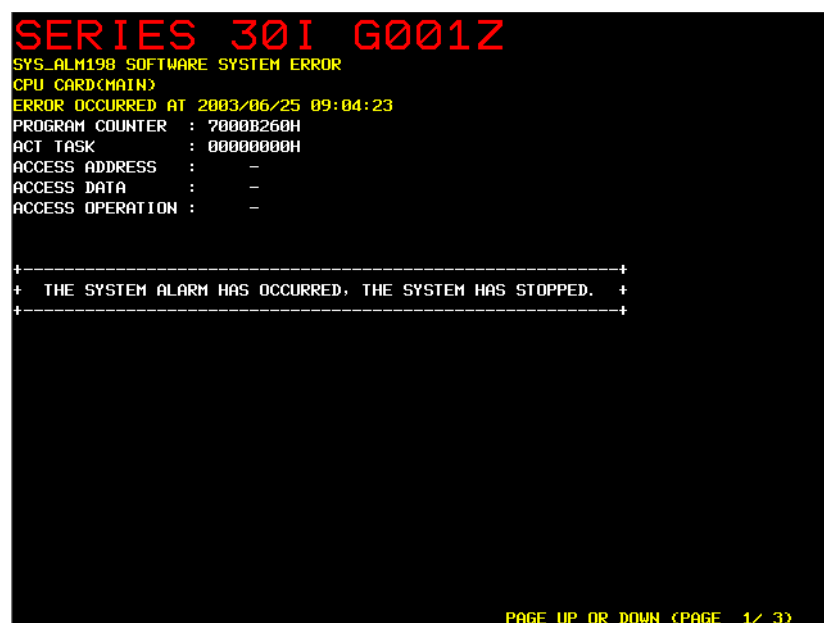 SERIES 30I G001Z
SYS_ALM198 SOFTWARE SYSTEM ERROR
CPU CARD(MAIN)
ERROR OCCURRED AT 2003/06/25 09:04:23
PROGRAM COUNTER : 7000B260H
ACT TASK : 00000000H
ACCESS ADDRESS : -
ACCESS DATA : -
ACCESS OPERATION : -
+----------------------------------------------------------+
+ THE SYSTEM ALARM HAS OCCURRED, THE SYSTEM HAS STOPPED. +
+----------------------------------------------------------+
PAGE UP OR DOWN (PAGE 1/ 3)